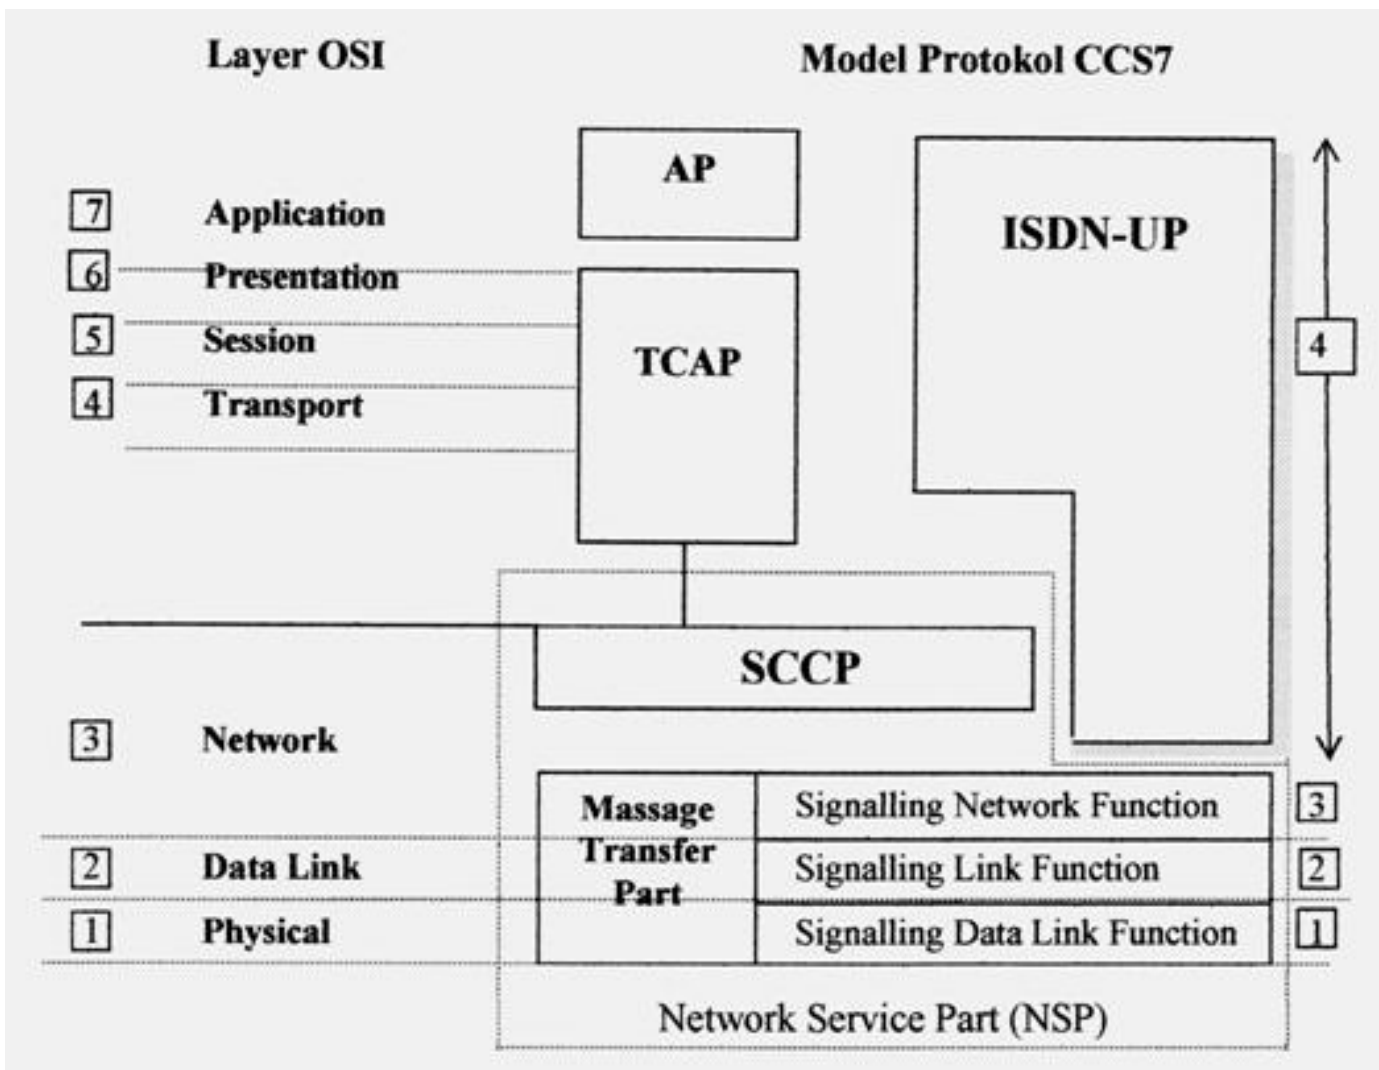 Layer OSI
Model Protokol CCS7
AP
ISDN-UP
7 Application
6 Presentation
5 Session
4 Transport
TCAP
4
SCCP
3 Network
Massage
Transfer
Part
Signalling Network Function 3
2 Data Link
Signalling Link Function 2
1 Physical
Signalling Data Link Function 1
Network Service Part (NSP)